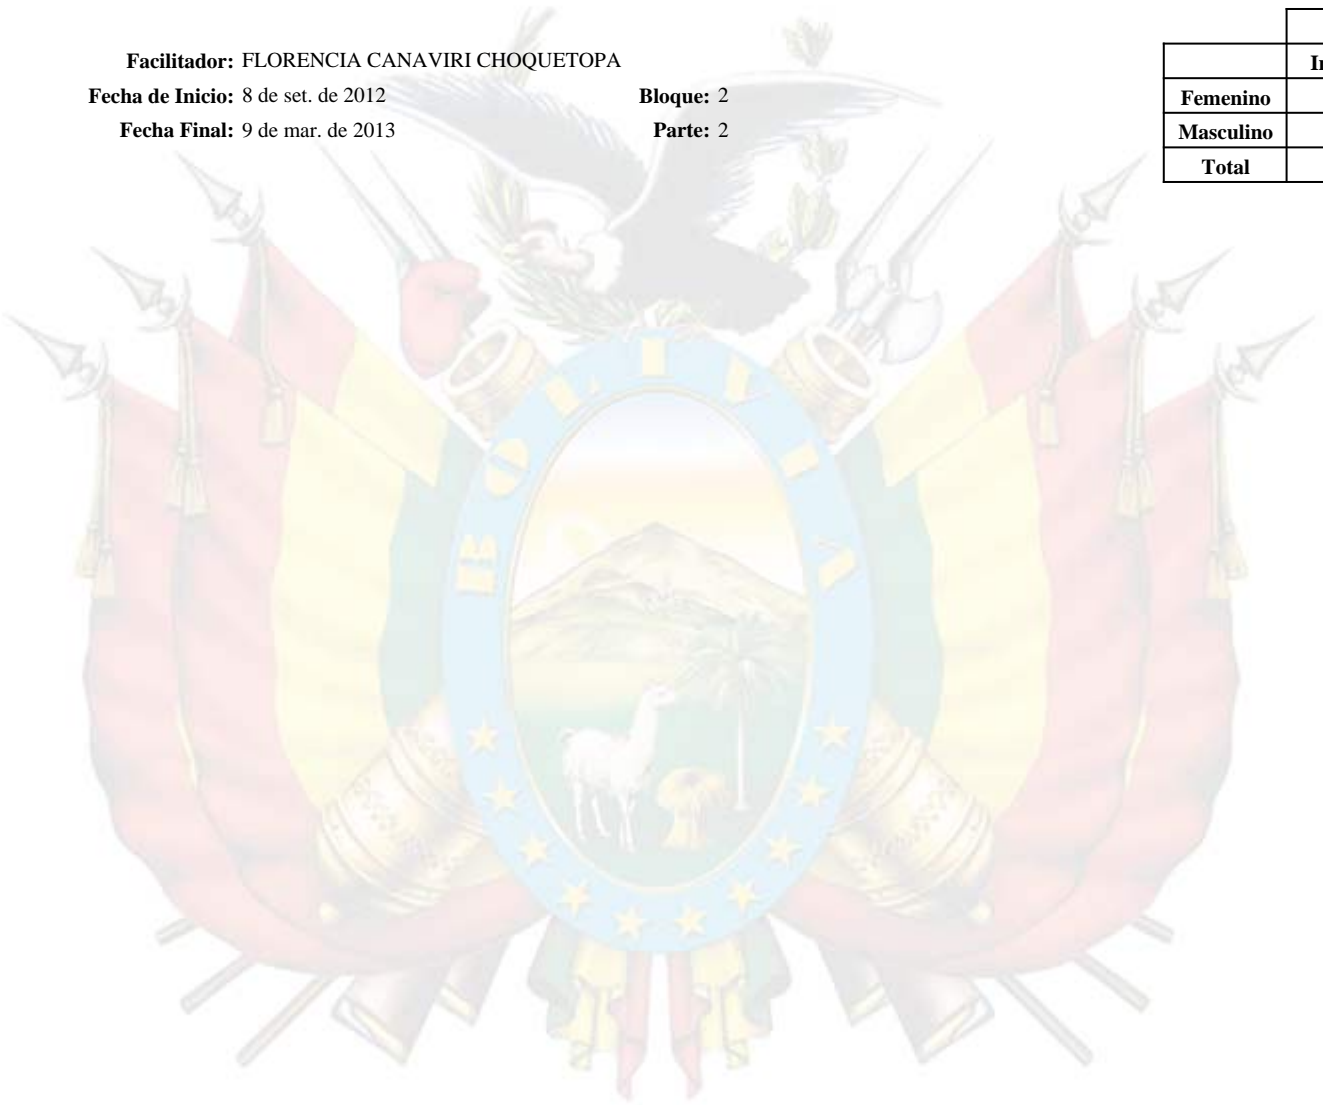 Facilitador: FLORENCIA CANAVIRI CHOQUETOPA
Fecha de Inicio: 8 de set. de 2012 Bloque: 2
Fecha Final: 9 de mar. de 2013 Parte: 2
Femenino
Masculino
Total
BOLIVIA